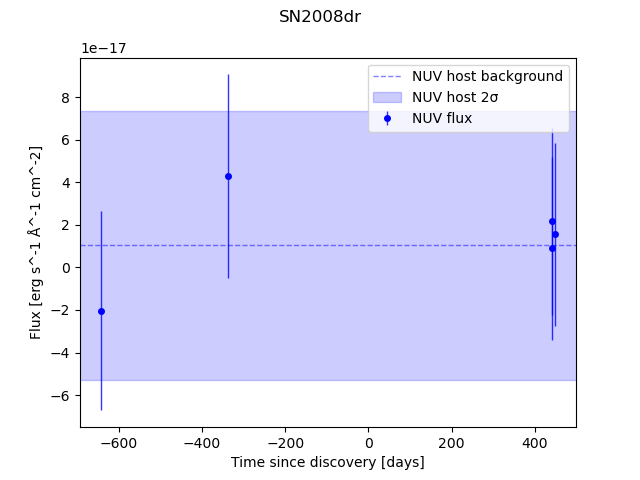 SN2008dr
1e−17
NUV host background
NUV host 2σ
NUV flux
8
6
4
2
0
−2
−4
−6
Flux [erg s^-1 Å^-1 cm^-2]
−600
−400
−200
0
200
400
Time since discovery [days]